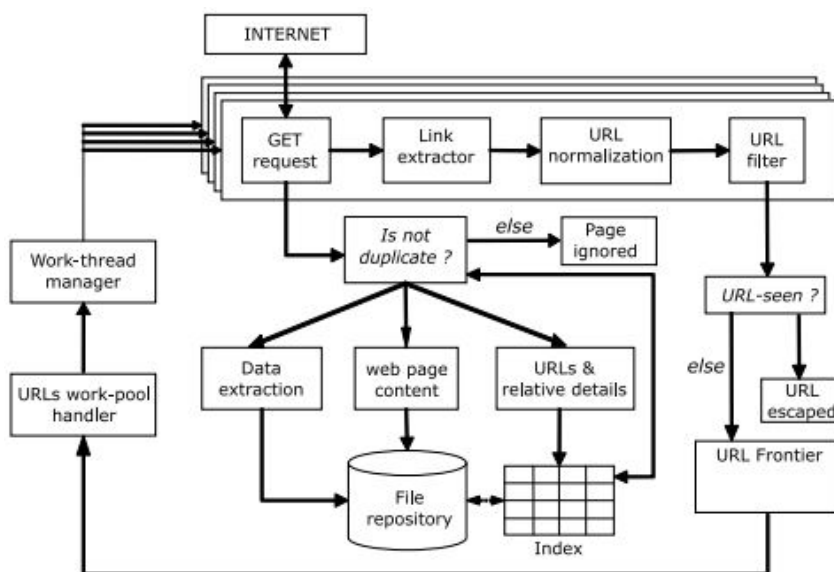 INTERNET
GET
request
Link
extractor
URL
normalization
URL
filter
Is not
duplicate ?
else
Page
ignored
Work-thread
manager
URL-seen ?
Data
extraction
web page
content
URLs &
relative details
else
URL
escaped
URLs work-pool
handler
URL Frontier
File
repository
Index